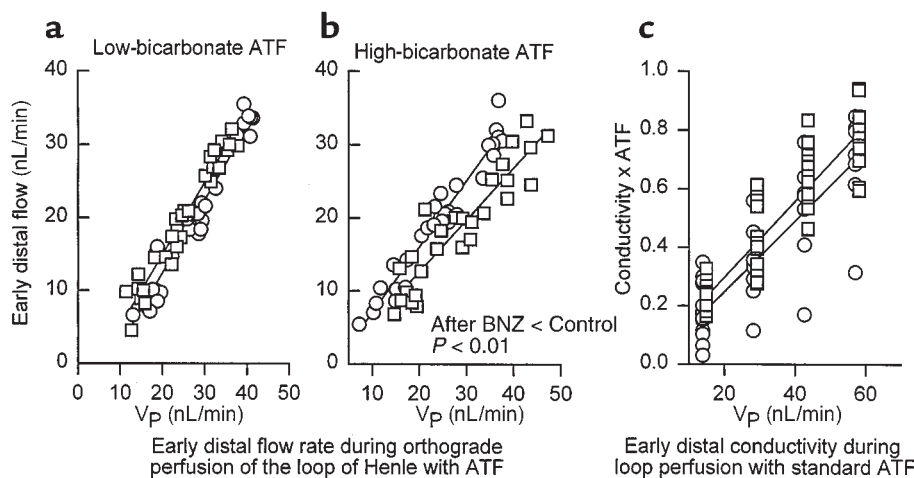 a
Low-bicarbonate ATF
40
30
20
10
0
Early distal flow (nL/min)
0 10 20 30 40 50
VP (nL/min)
b
High-bicarbonate ATF
40
30
20
10
0
After BNZ < Control
P < 0.01
10 20 30 40 50
VP (nL/min)
Early distal flow rate during orthograde
perfusion of the loop of Henle with ATF
c
1.0
0.8
0.6
0.4
0.2
0.0
Conductivity x ATF
20 40 60
VP (nL/min)
Early distal conductivity during
loop perfusion with standard ATF